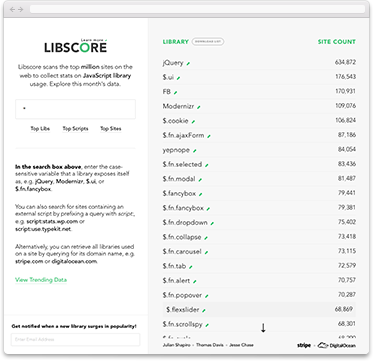 Learn more
LIBSCORE
Libscore scans the top million sites on the
web to collect stats on JavaScript library
usage. Explore this month's data.
*
Top Libs Top Scripts Top Sites
In the search box above, enter the case-
sensitive variable that a library exposes itself
as, e.g. jQuery, Modernizr, $.ui, or
$.fn.fancybox.
You can also search for sites containing an
external script by prefixing a query with script:,
e.g. script:stats.wp.com or
script:use.typekit.net.
Alternatively, you can retrieve all libraries used
on a site by querying for its domain name, e.g.
stripe.com or digitalocean.com.
View Trending Data
Get notified when a new library surges in popularity!
Enter Email Address
LIBRARY DOWNLOAD LIST SITE COUNT
jQuery 634,872
$.ui 176,543
FB 170,931
Modernizr 109,076
$.cookie 106,824
$.fn.ajaxForm 87,186
yepnope 84,054
$.fn.selected 83,436
$.fn.modal 81,487
$.fancybox 79,441
$.fn.fancybox 79,381
$.fn.dropdown 75,402
$.fn.collapse 73,418
$.fn.carousel 73,115
$.fn.tab 72,579
$.fn.alert 70,757
$.fn.popover 70,287
$.flexslider 68,869
$.fn.scrollspy 68,301
Julian Shapiro - Thomas Davis - Jesse Chase stripe DigitalOcean